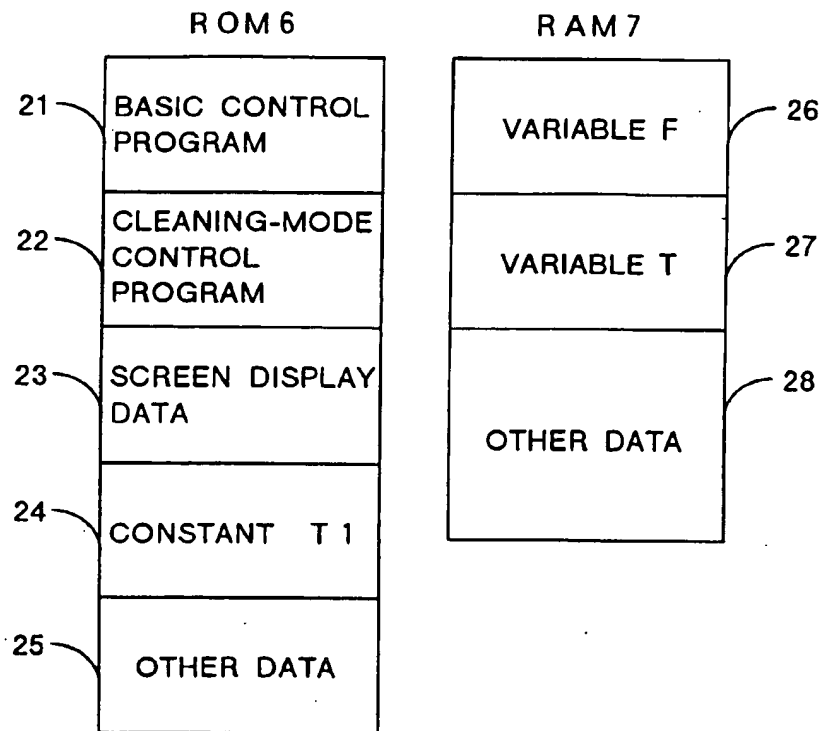 ROM6
21
BASIC CONTROL
PROGRAM
22
CLEANING-MODE
CONTROL
PROGRAM
23
SCREEN DISPLAY
DATA
24
CONSTANT T1
25
OTHER DATA
RAM7
VARIABLE F
26
VARIABLE T
27
OTHER DATA
28